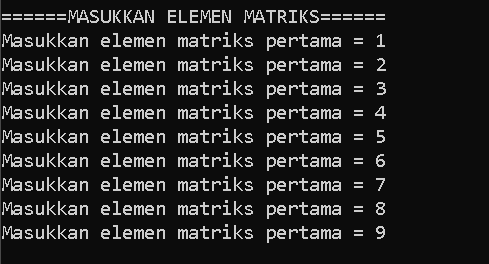 ======MASUKKAN ELEMEN MATRIKS======
Masukkan elemen matriks pertama = 1
Masukkan elemen matriks pertama = 2
Masukkan elemen matriks pertama = 3
Masukkan elemen matriks pertama = 4
Masukkan elemen matriks pertama = 5
Masukkan elemen matriks pertama = 6
Masukkan elemen matriks pertama = 7
Masukkan elemen matriks pertama = 8
Masukkan elemen matriks pertama = 9